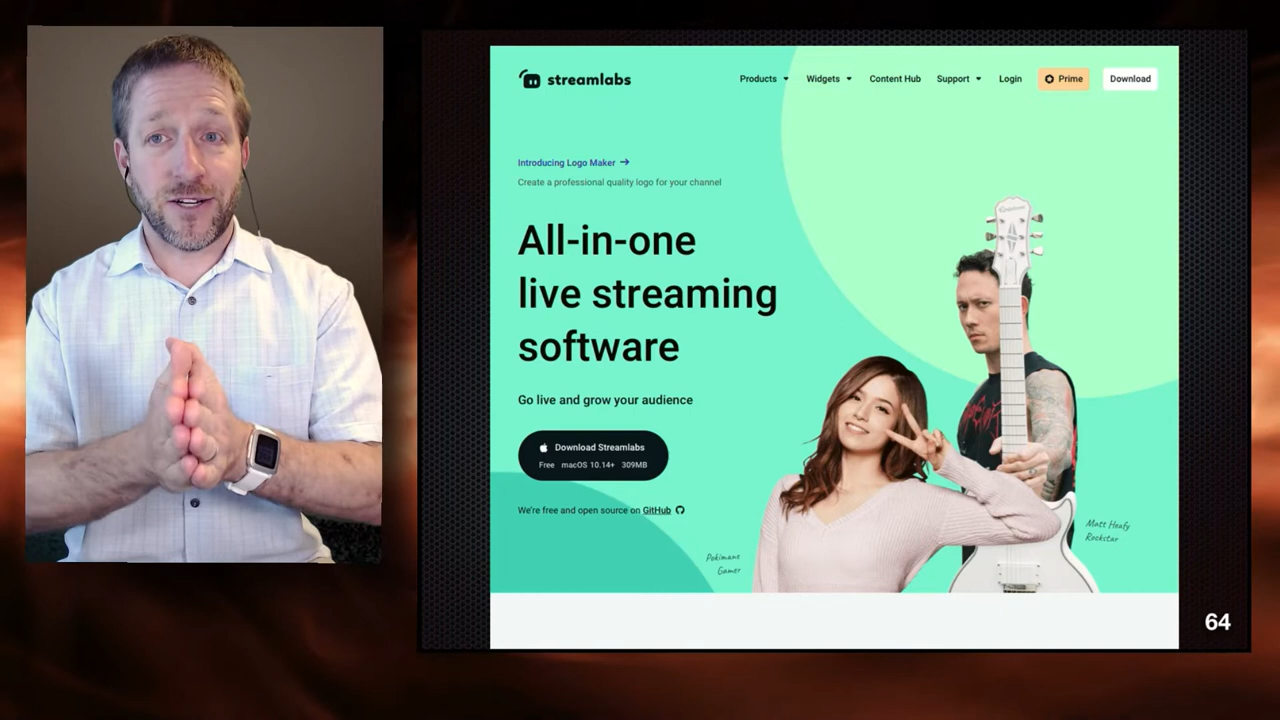 streamlabs
Products Widgets Content Hub Support Login Prime Download
Introducing Logo Maker →
Create a professional quality logo for your channel
All-in-one
live streaming
software
Go live and grow your audience
Download Streamlabs
Free macOS 10.14+ 309MB
We're free and open source on GitHub
Pokimane
Gamer
Matt Heafy
Rockstar
64